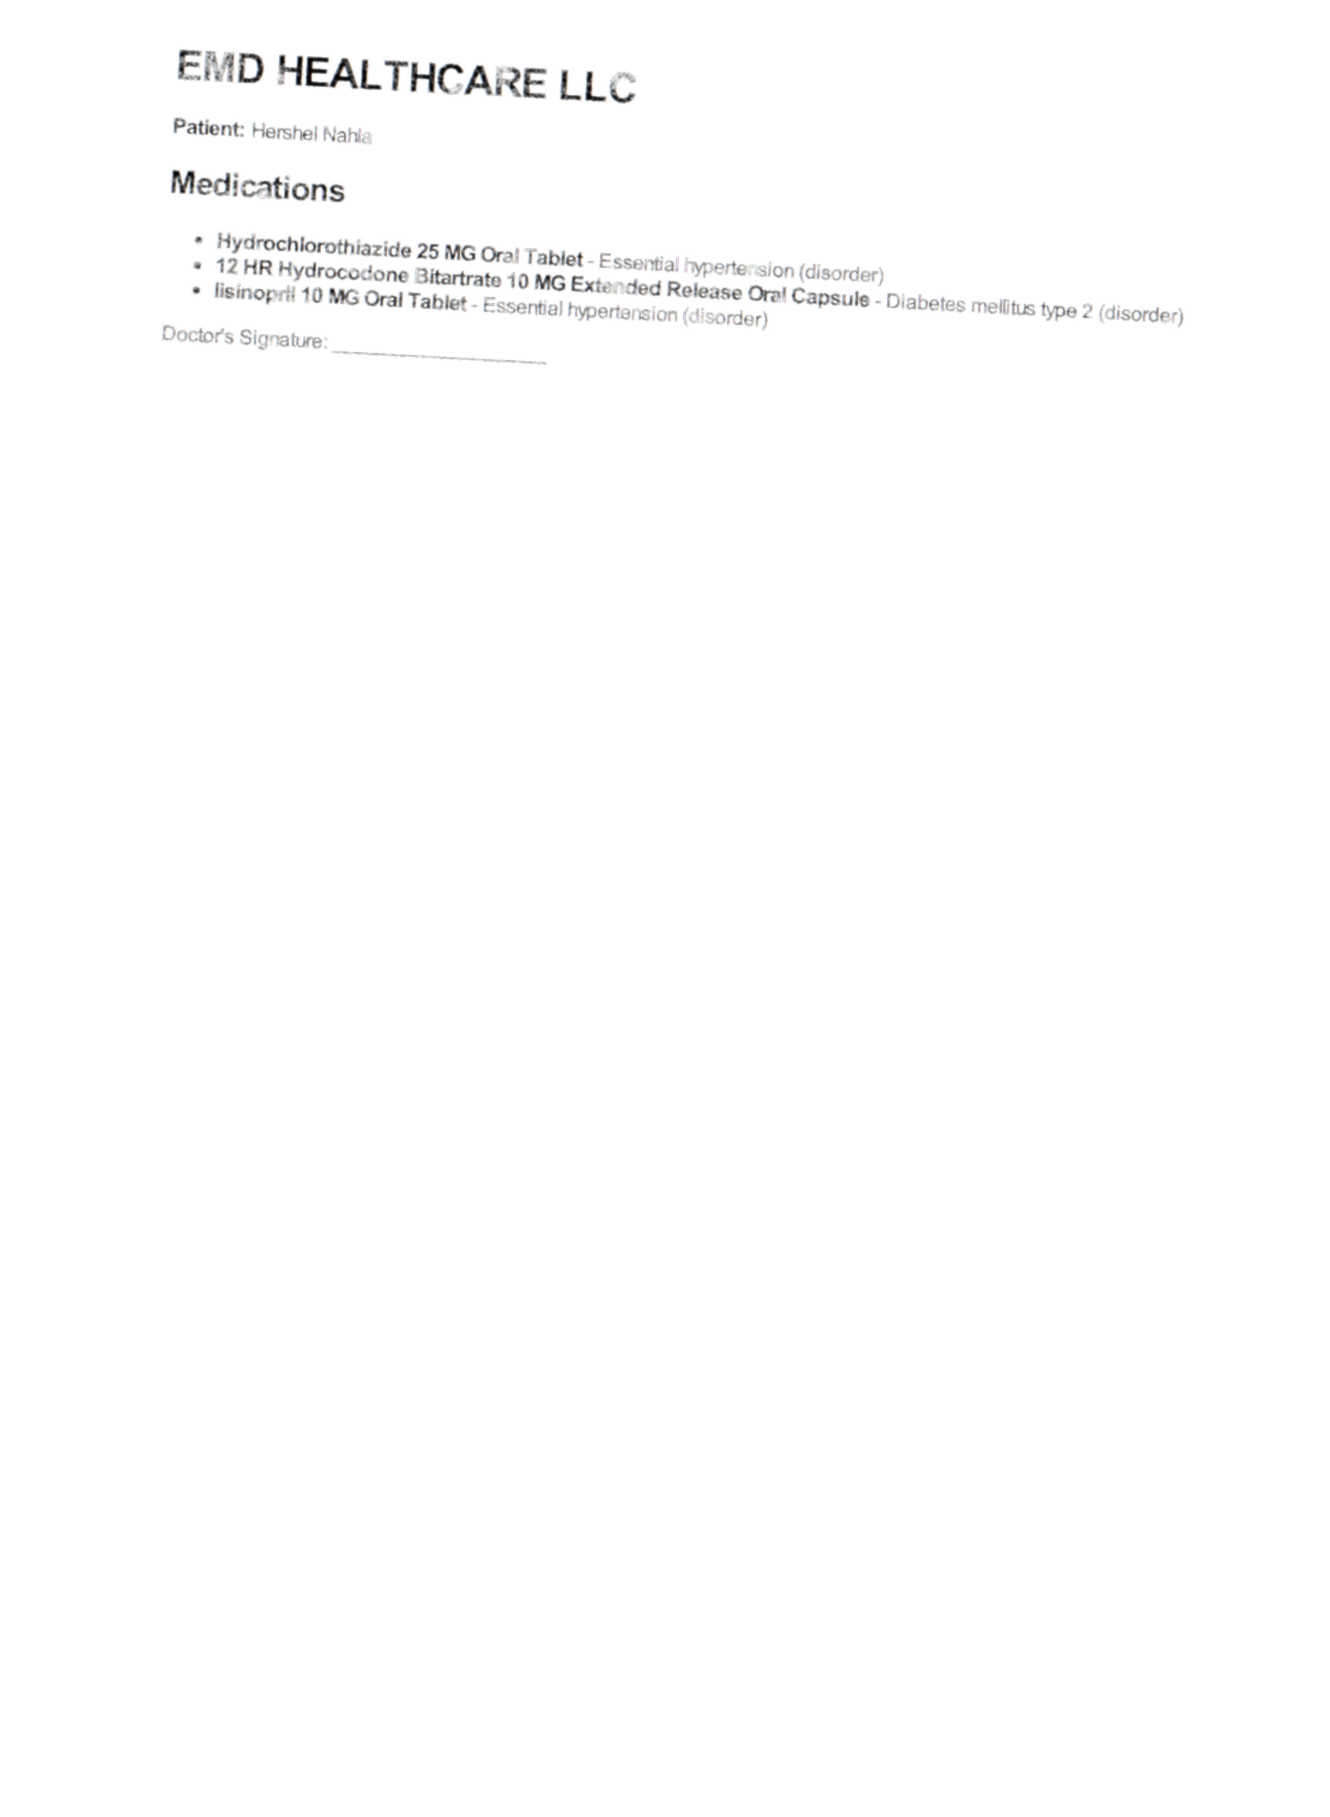 EMD HEALTHCARE LLC
Patient: Hershel Nahla
Medications
• Hydrochlorothiazide 25 MG Oral Tablet - Essential hypertension (disorder)
• 12 HR Hydrocodone Bitartrate 10 MG Extended Release Oral Capsule - Diabetes mellitus type 2 (disorder)
• lisinopril 10 MG Oral Tablet - Essential hypertension (disorder)
Doctor's Signature: ____________________